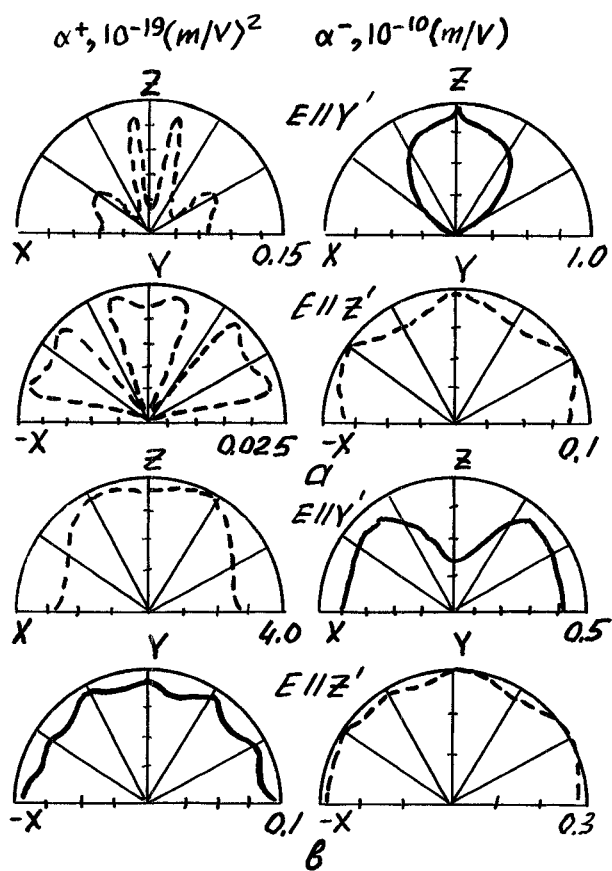 α⁺, 10⁻¹⁹(m/V)² α⁻, 10⁻¹⁰(m/V)
Z E//Y' Z
X 0.15 X 1.0
Y E//Z' Y
-X 0.025 -X 0.1
a
Z E//Y' Z
X 4.0 X 0.5
Y E//Z' Y
-X 0.1 -X 0.3
в